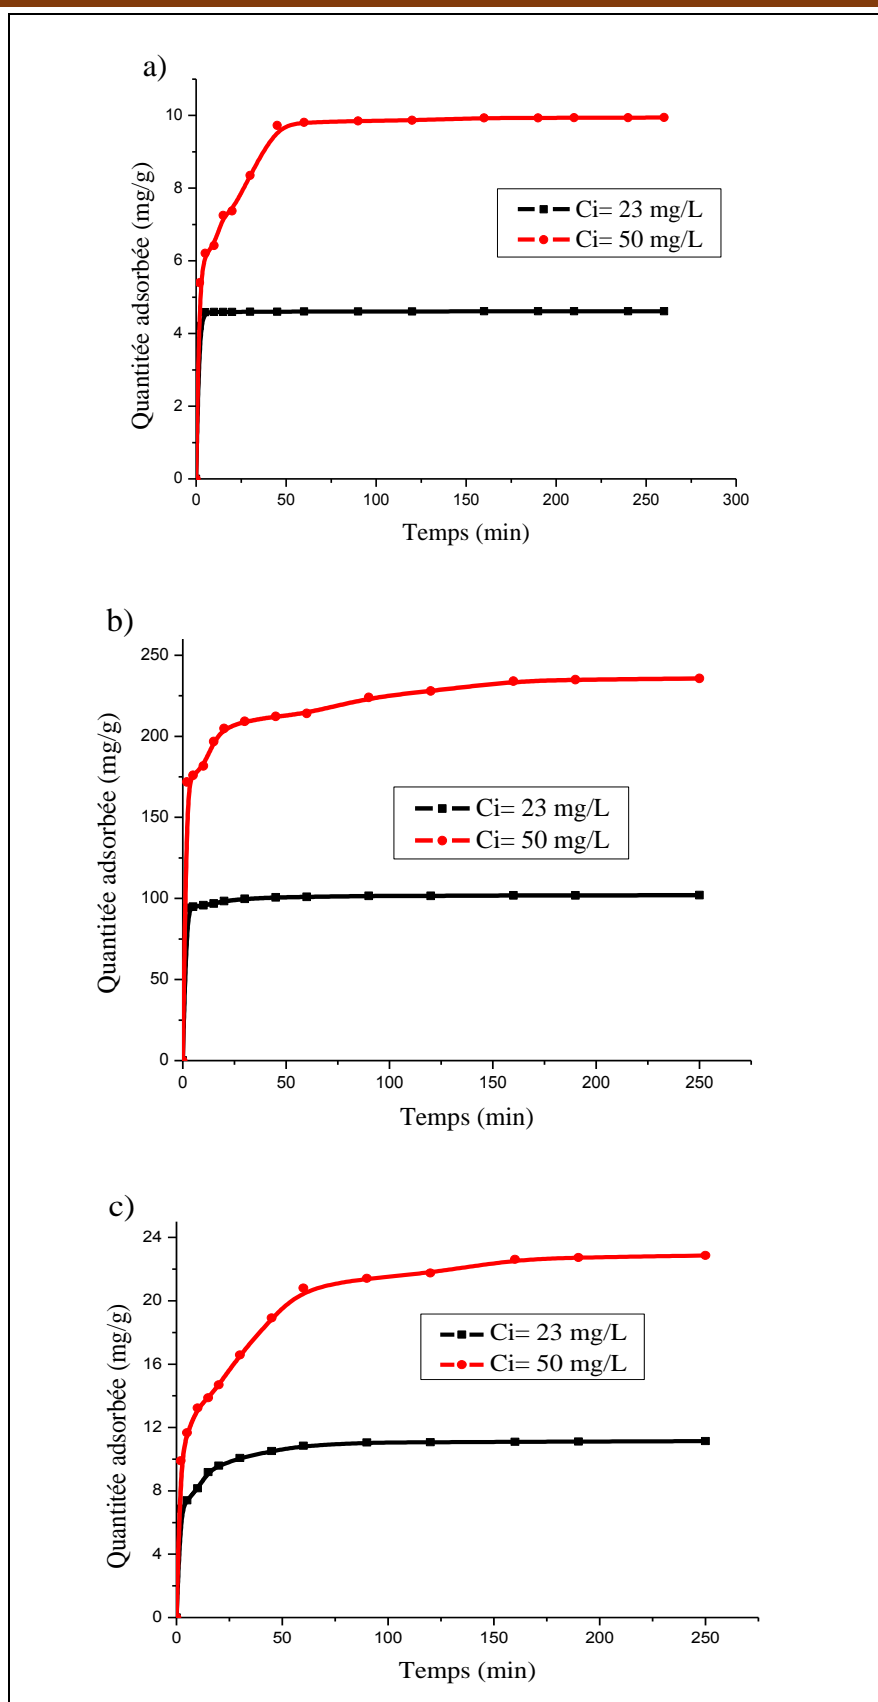 a)
10
8
6
4
2
0
Quantitée adsorbée (mg/g)
Ci= 23 mg/L
Ci= 50 mg/L
0 50 100 150 200 250 300
Temps (min)
b)
250
200
150
100
50
0
Quantitée adsorbée (mg/g)
Ci= 23 mg/L
Ci= 50 mg/L
0 50 100 150 200 250
Temps (min)
c)
24
20
16
12
8
4
0
Quantitée adsorbée (mg/g)
Ci= 23 mg/L
Ci= 50 mg/L
0 50 100 150 200 250
Temps (min)